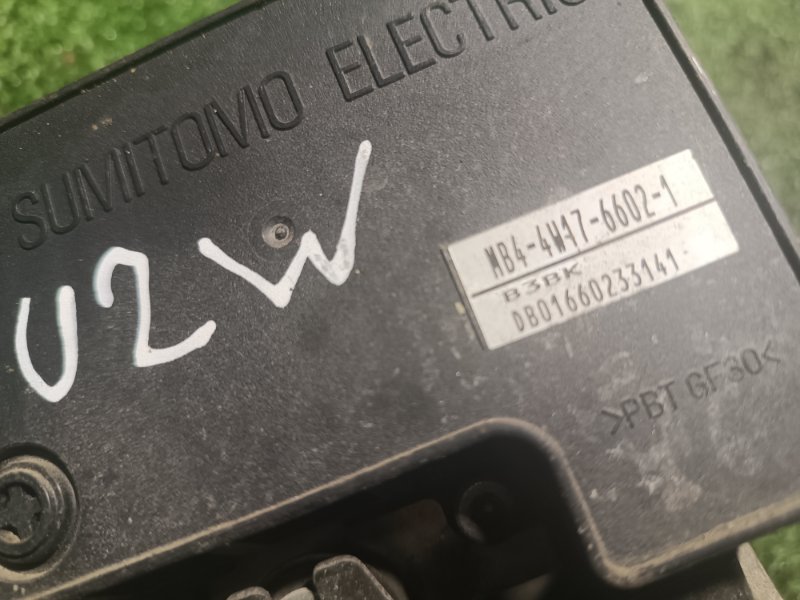 SUMITOMO ELECTRIC
U2W
MB4-4W47-6602-1
B3BK
DB01660233141
>PBT GF30<